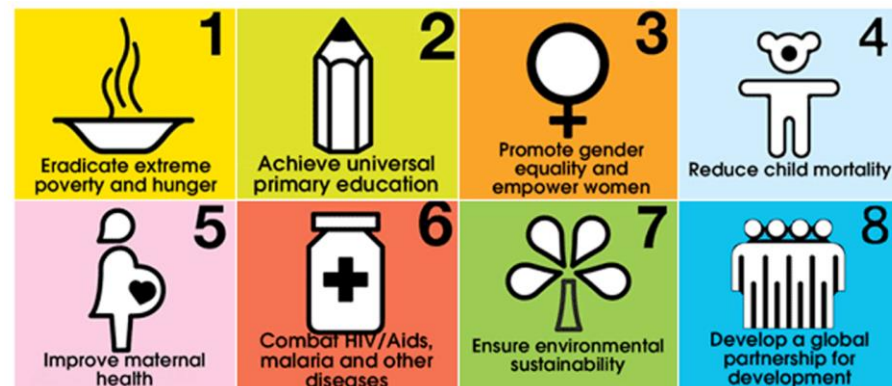 1
Eradicate extreme
poverty and hunger
2
Achieve universal
primary education
3
Promote gender
equality and
empower women
4
Reduce child mortality
5
Improve maternal
health
6
Combat HIV/Aids,
malaria and other
diseases
7
Ensure environmental
sustainability
8
Develop a global
partnership for
development